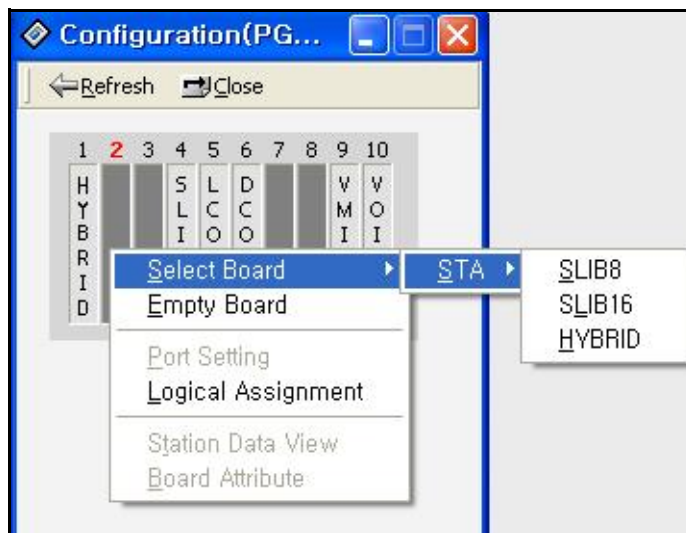 Configuration(PG...
Refresh Close
1 2 3 4 5 6 7 8 9 10
HYBRID SLI LCO DCO VMI VOI
Select Board STA SLIB8
Empty Board SLIB16
HYBRID
Port Setting
Logical Assignment
Station Data View
Board Attribute